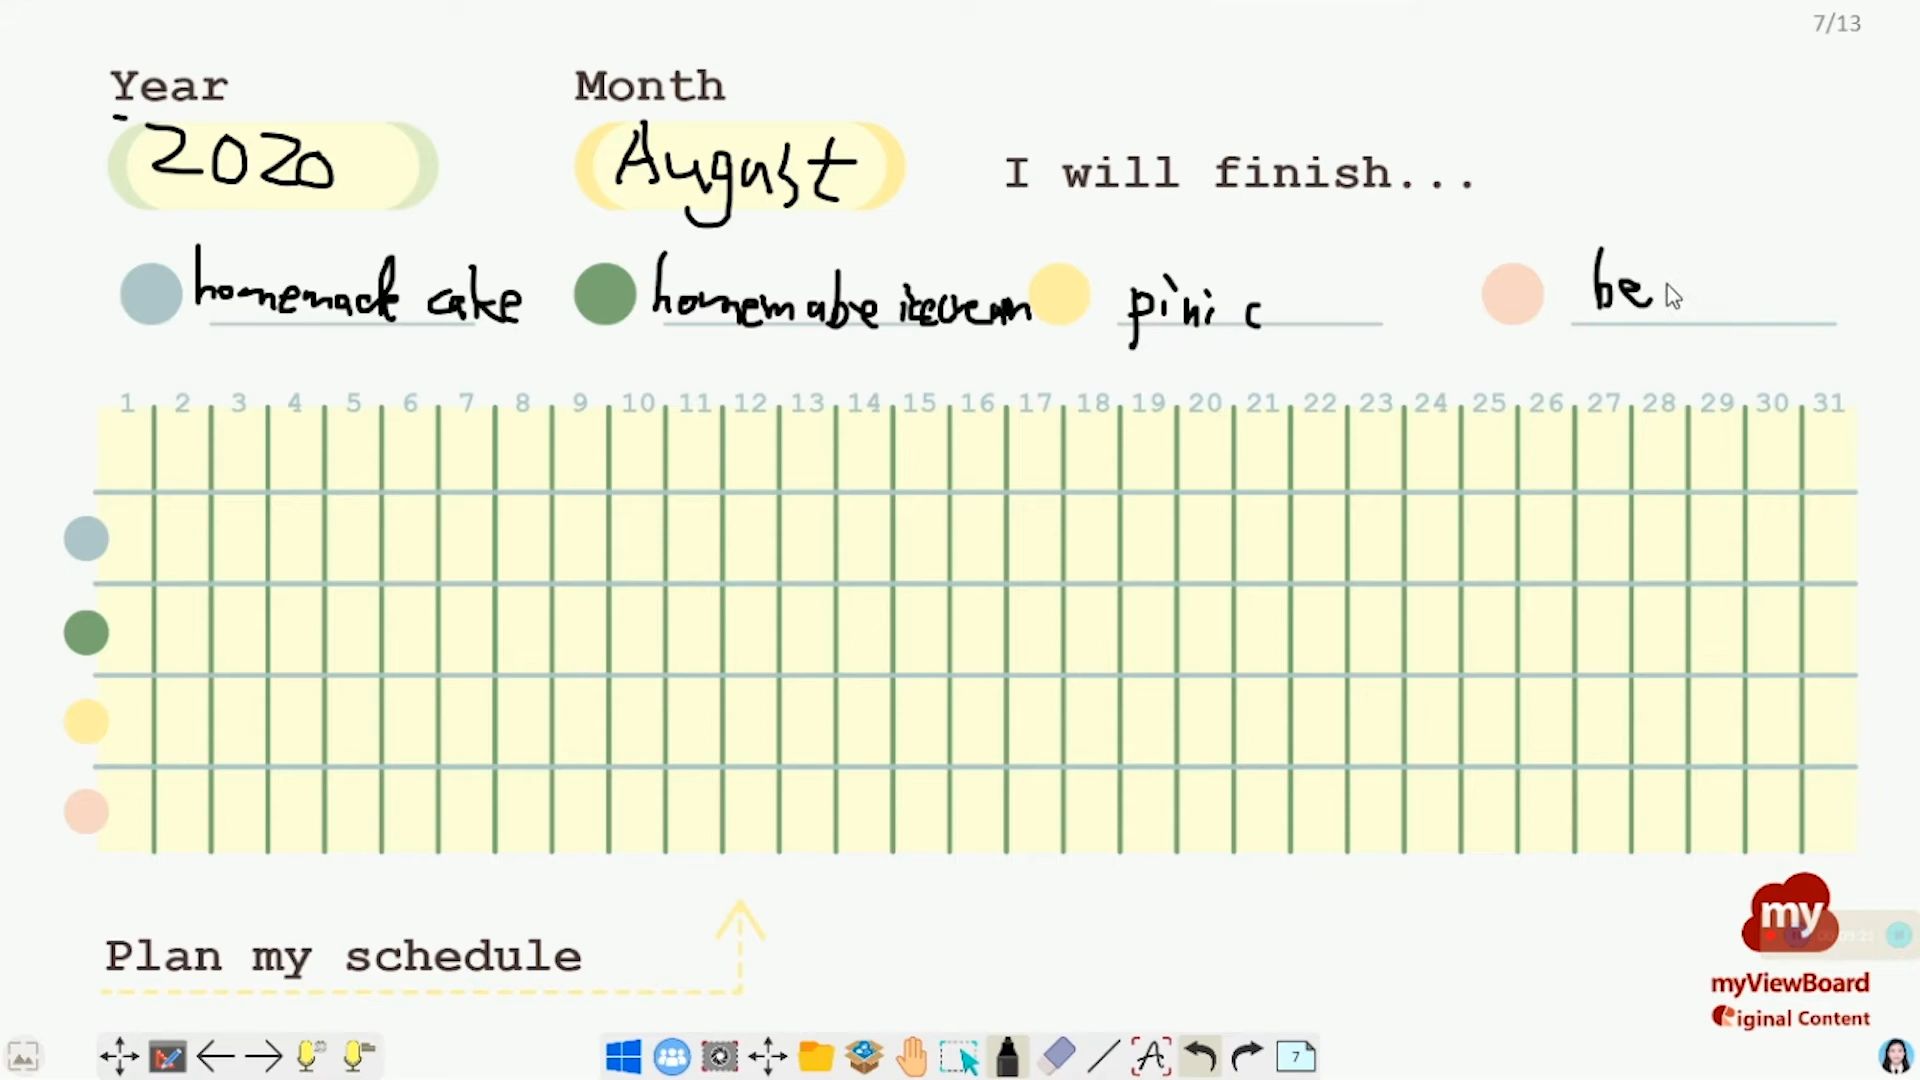 7/13
Year Month
2020 August I will finish...
homemade cake homemabe icecream pini c be
1 2 3 4 5 6 7 8 9 10 11 12 13 14 15 16 17 18 19 20 21 22 23 24 25 26 27 28 29 30 31
my
Plan my schedule
myViewBoard
Original Content
7